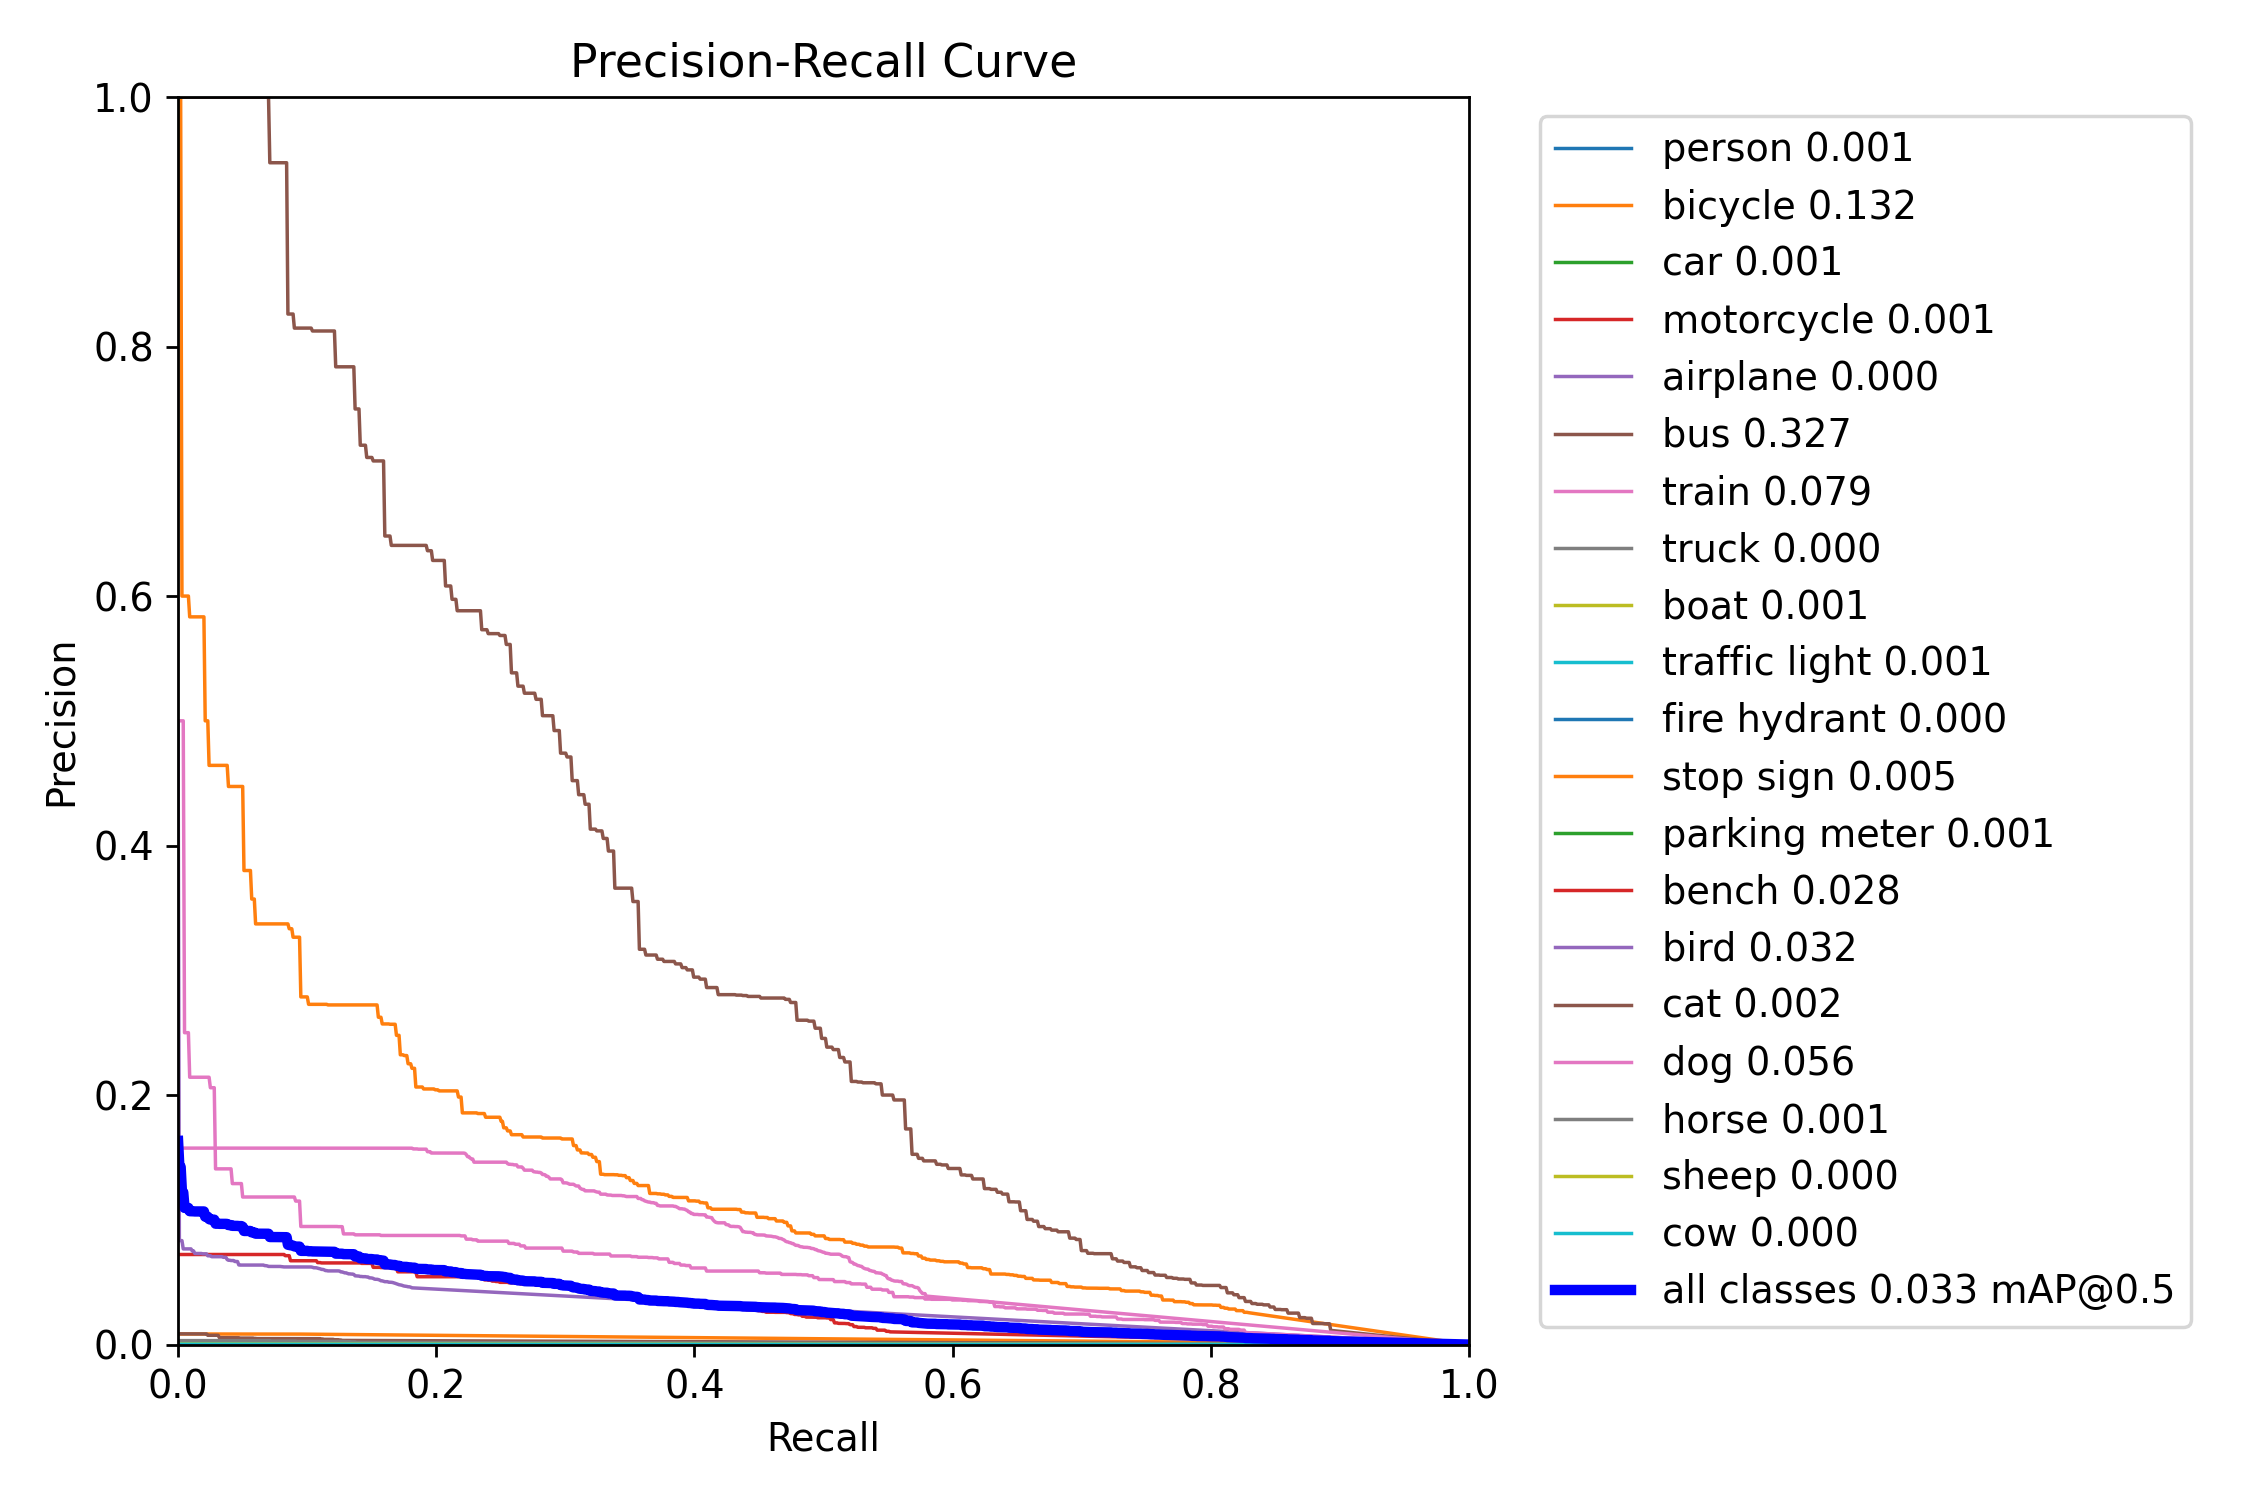 Precision-Recall Curve
1.0
0.8
0.6
0.4
0.2
0.0
Precision
0.0 0.2 0.4 0.6 0.8 1.0
Recall
person 0.001
bicycle 0.132
car 0.001
motorcycle 0.001
airplane 0.000
bus 0.327
train 0.079
truck 0.000
boat 0.001
traffic light 0.001
fire hydrant 0.000
stop sign 0.005
parking meter 0.001
bench 0.028
bird 0.032
cat 0.002
dog 0.056
horse 0.001
sheep 0.000
cow 0.000
all classes 0.033 mAP@0.5